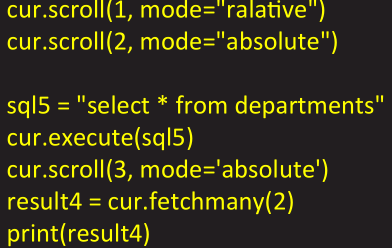 cur.scroll(1, mode="ralative")
cur.scroll(2, mode="absolute")
sql5 = "select * from departments"
cur.execute(sql5)
cur.scroll(3, mode='absolute')
result4 = cur.fetchmany(2)
print(result4)